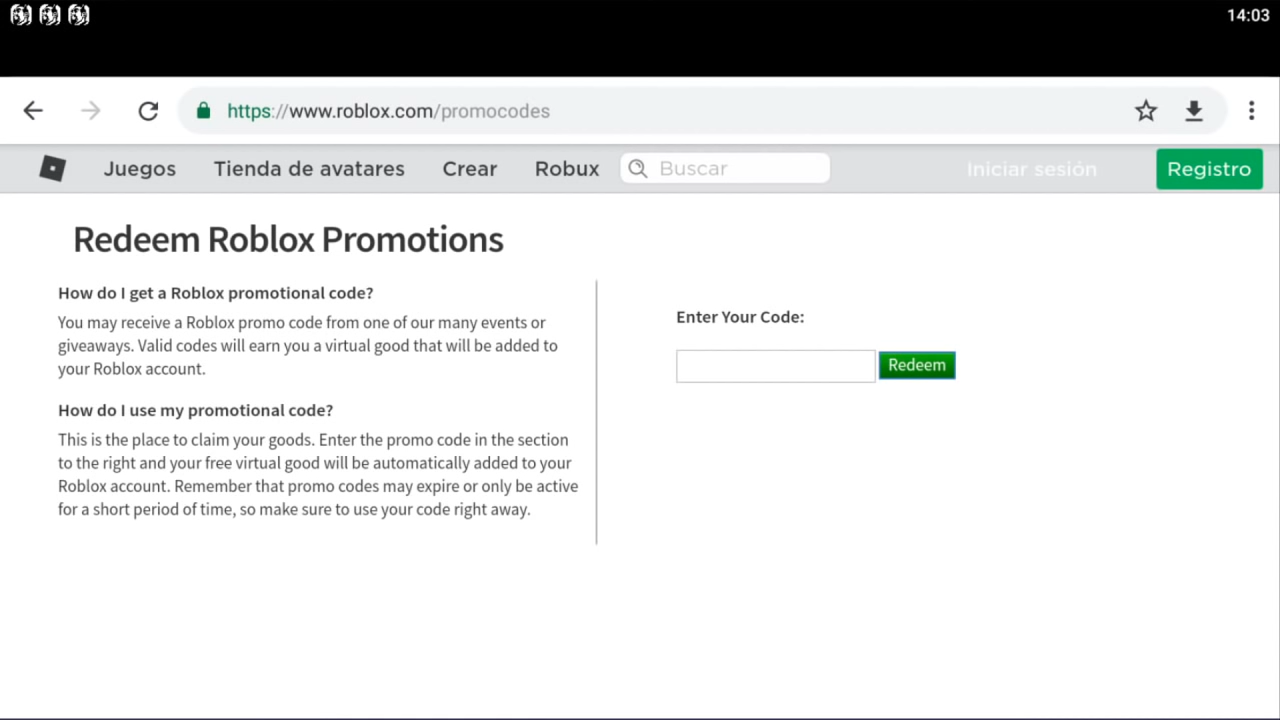 14:03
https://www.roblox.com/promocodes
Juegos Tienda de avatares Crear Robux Buscar Iniciar sesión Registro
Redeem Roblox Promotions
How do I get a Roblox promotional code?
You may receive a Roblox promo code from one of our many events or
giveaways. Valid codes will earn you a virtual good that will be added to
your Roblox account.
How do I use my promotional code?
This is the place to claim your goods. Enter the promo code in the section
to the right and your free virtual good will be automatically added to your
Roblox account. Remember that promo codes may expire or only be active
for a short period of time, so make sure to use your code right away.
Enter Your Code:
Redeem